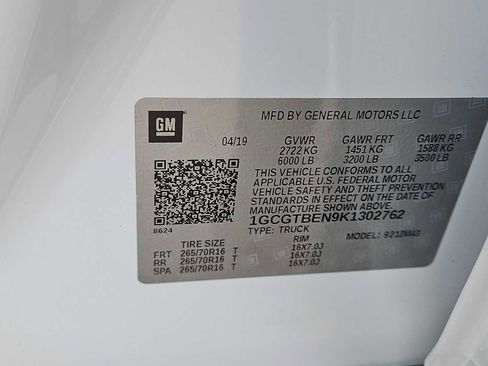 GM
MFD BY GENERAL MOTORS LLC
04/19 GVWR GAWR FRT GAWR RR
2722 KG 1451 KG 1588 KG
6000 LB 3200 LB 3500 LB
THIS VEHICLE CONFORMS TO ALL
APPLICABLE U.S. FEDERAL MOTOR
VEHICLE SAFETY AND THEFT PREVENTION
STANDARDS IN EFFECT ON THE DATE OF
MANUFACTURE SHOWN ABOVE.
1GCGTBEN9K1302762
8624
TYPE: TRUCK MODEL:
TIRE SIZE RIM
FRT 265/70R16 T 16X7.0J
RR 265/70R16 T 16X7.0J
SPA 265/70R16 T 16X7.0J